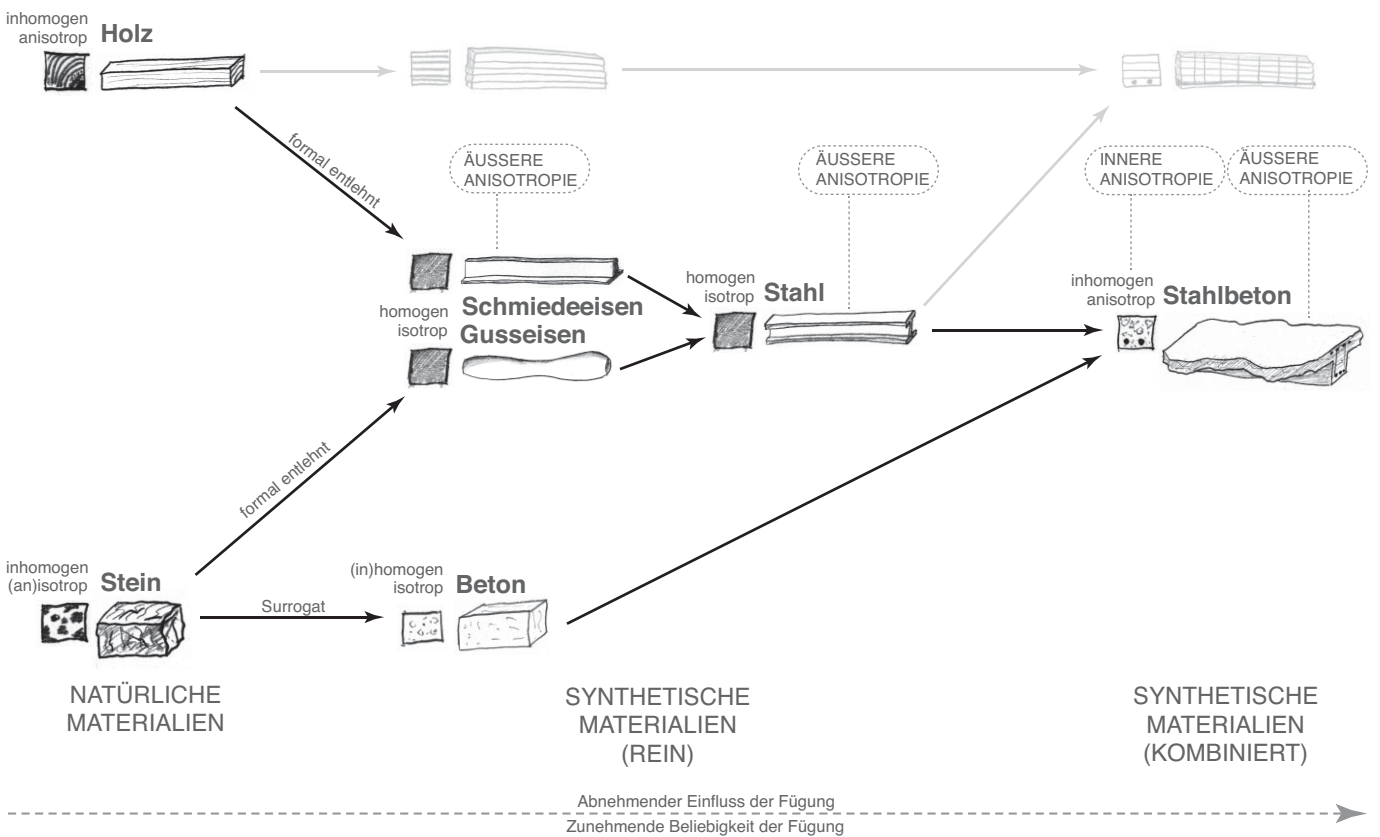 inhomogen
anisotrop
Holz
formal entlehnt
ÄUSSERE
ANISOTROPIE
ÄUSSERE
ANISOTROPIE
INNERE
ANISOTROPIE
ÄUSSERE
ANISOTROPIE
homogen
isotrop
Schmiedeeisen
Gusseisen
homogen
isotrop
Stahl
inhomogen
anisotrop
Stahlbeton
formal entlehnt
inhomogen
(an)isotrop
Stein
Surrogat
(in)homogen
isotrop
Beton
NATÜRLICHE
MATERIALIEN
SYNTHETISCHE
MATERIALIEN
(REIN)
SYNTHETISCHE
MATERIALIEN
(KOMBINIERT)
Abnehmender Einfluss der Fügung
Zunehmende Beliebigkeit der Fügung